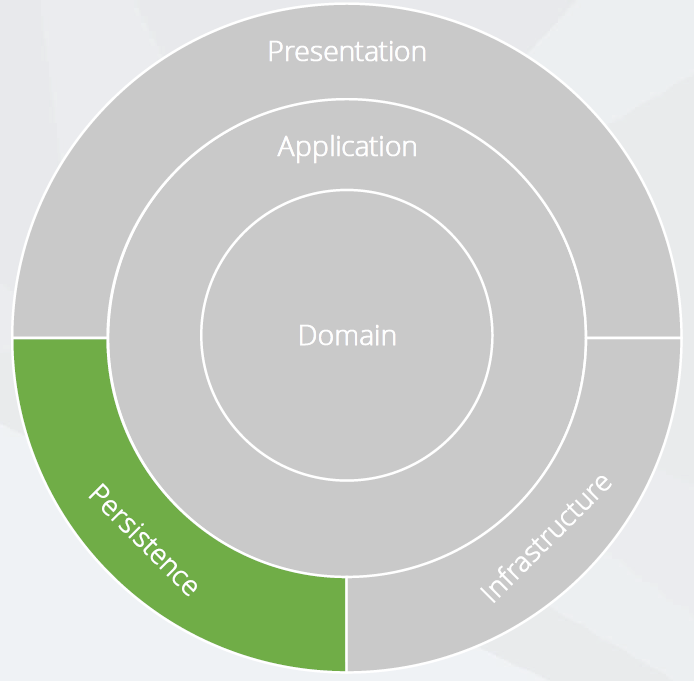 Presentation
Application
Domain
Persistence
Infrastructure